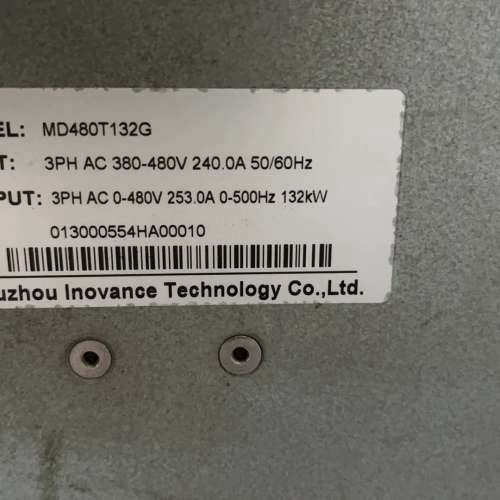 EL: MD480T132G
T: 3PH AC 380-480V 240.0A 50/60Hz
PUT: 3PH AC 0-480V 253.0A 0-500Hz 132kW
013000554HA00010
uzhou Inovance Technology Co.,Ltd.